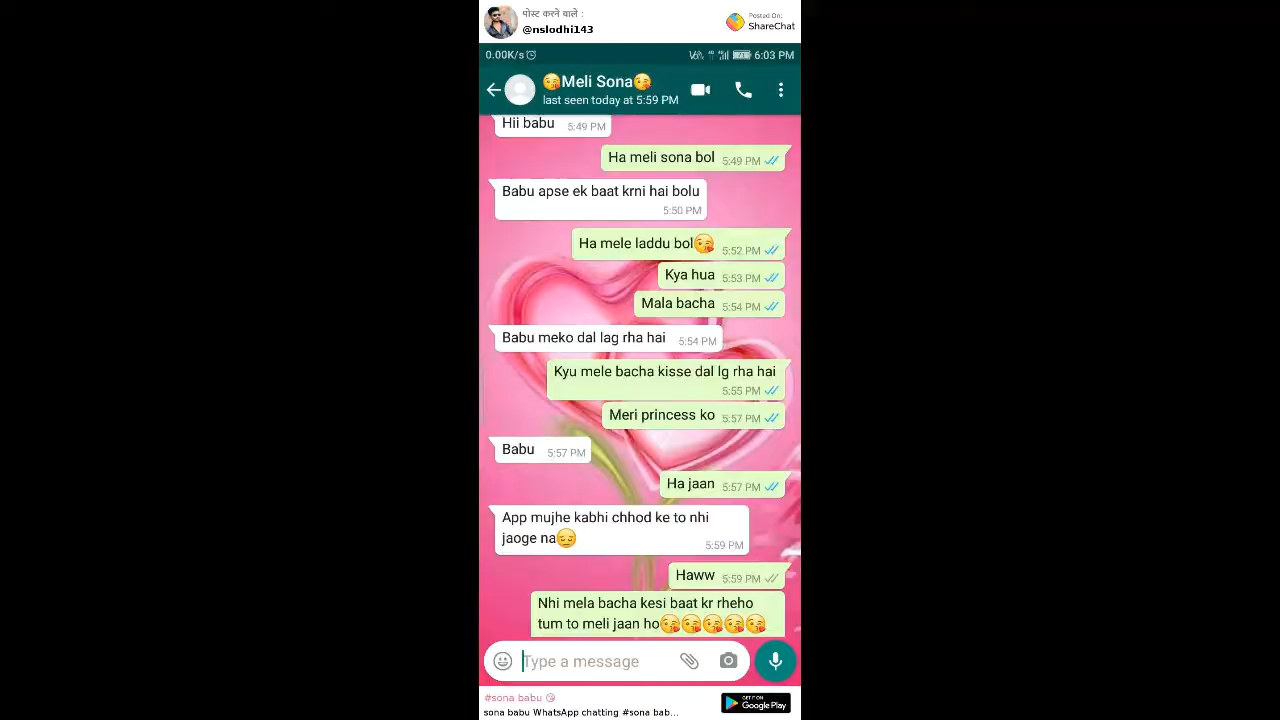 पोस्ट करने वाले :
@nslodhi143
Posted On:
ShareChat
0.00K/s 6:03 PM
😘Meli Sona😘
last seen today at 5:59 PM
Hii babu 5:49 PM
Ha meli sona bol 5:49 PM
Babu apse ek baat krni hai bolu
5:50 PM
Ha mele laddu bol😘 5:52 PM
Kya hua 5:53 PM
Mala bacha 5:54 PM
Babu meko dal lag rha hai 5:54 PM
Kyu mele bacha kisse dal lg rha hai
5:55 PM
Meri princess ko 5:57 PM
Babu 5:57 PM
Ha jaan 5:57 PM
App mujhe kabhi chhod ke to nhi
jaoge na😔 5:59 PM
Haww 5:59 PM
Nhi mela bacha kesi baat kr rheho
tum to meli jaan ho😘😘😘😘😘
Type a message
#sona babu 😘
sona babu WhatsApp chatting #sona bab...
GET IT ON
Google Play